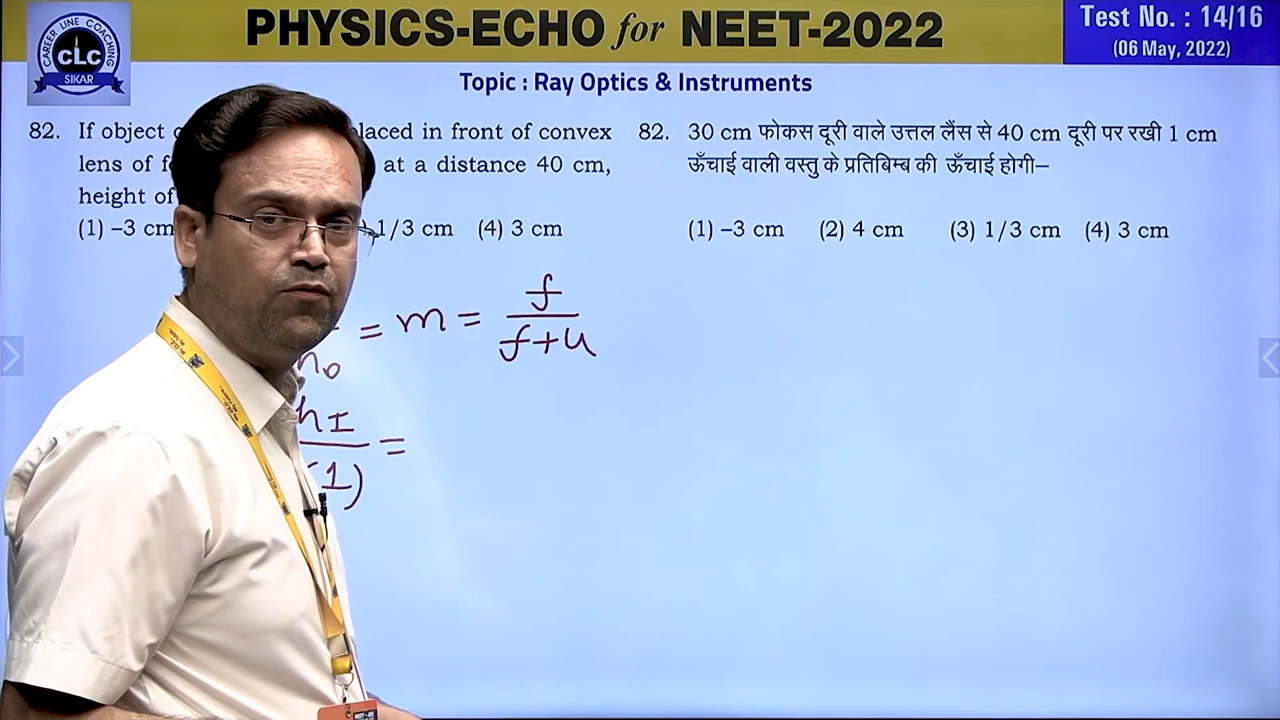 PHYSICS-ECHO for NEET-2022
Test No. : 14/16
(06 May, 2022)
CAREER LINE COACHING
CLC
SIKAR
Topic : Ray Optics & Instruments
82. If object placed in front of convex
lens of at a distance 40 cm,
height of
(1) –3 cm 1/3 cm (4) 3 cm
82. 30 cm फोकस दूरी वाले उत्तल लैंस से 40 cm दूरी पर रखी 1 cm
ऊँचाई वाली वस्तु के प्रतिबिम्ब की ऊँचाई होगी–
(1) –3 cm (2) 4 cm (3) 1/3 cm (4) 3 cm
h₀ = m = f / f+u
hI / (1) =